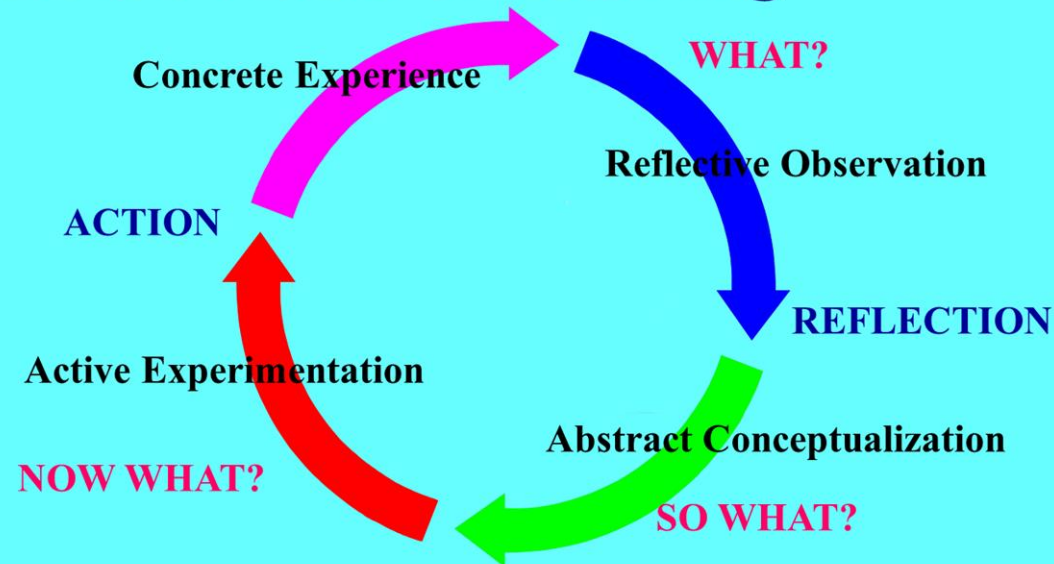 WHAT?
Concrete Experience
Reflective Observation
ACTION
REFLECTION
Active Experimentation
Abstract Conceptualization
NOW WHAT?
SO WHAT?